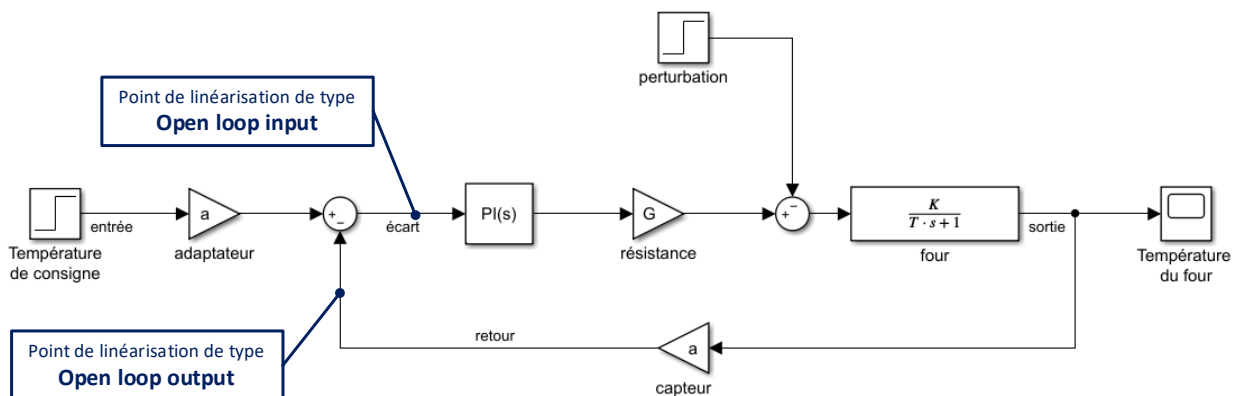 perturbation
Point de linéarisation de type
Open loop input
+
−
−
+
−
a
PI(s)
G
K
T · s + 1
entrée
écart
sortie
Température
de consigne
adaptateur
résistance
four
Température
du four
Point de linéarisation de type
Open loop output
retour
a
capteur